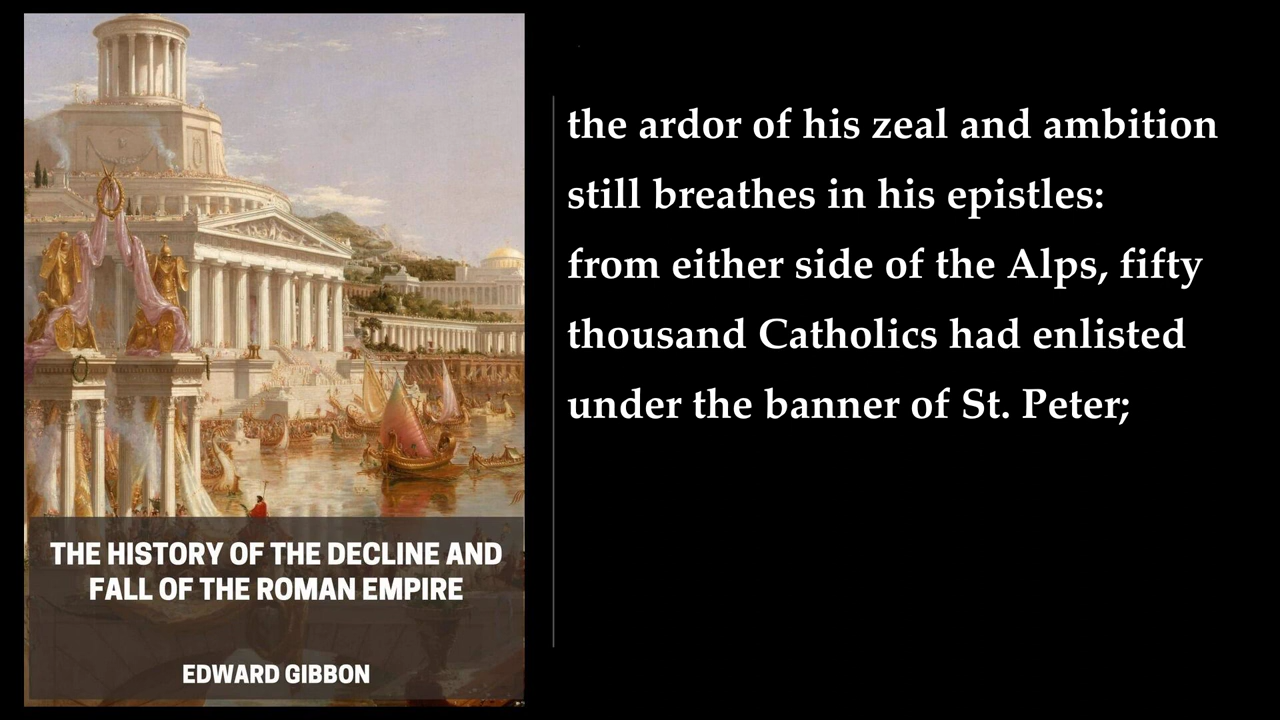 the ardor of his zeal and ambition
still breathes in his epistles:
from either side of the Alps, fifty
thousand Catholics had enlisted
under the banner of St. Peter;
THE HISTORY OF THE DECLINE AND
FALL OF THE ROMAN EMPIRE
EDWARD GIBBON